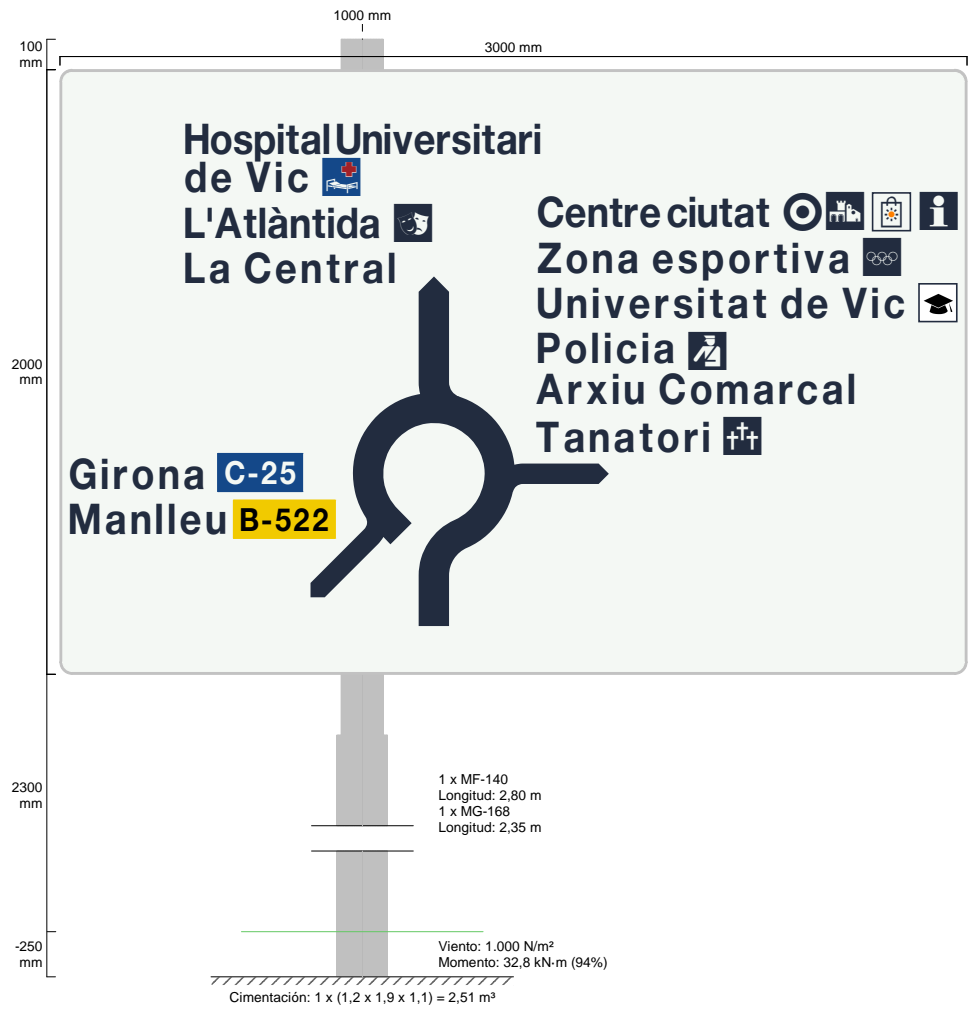 1000 mm
100
mm
3000 mm
Hospital Universitari
de Vic
L'Atlàntida
La Central
Centre ciutat
Zona esportiva
Universitat de Vic
Policia
Arxiu Comarcal
Tanatori
2000
mm
Girona C-25
Manlleu B-522
2300
mm
1 x MF-140
Longitud: 2,80 m
1 x MG-168
Longitud: 2,35 m
-250
mm
Viento: 1.000 N/m²
Momento: 32,8 kN·m (94%)
Cimentación: 1 x (1,2 x 1,9 x 1,1) = 2,51 m³